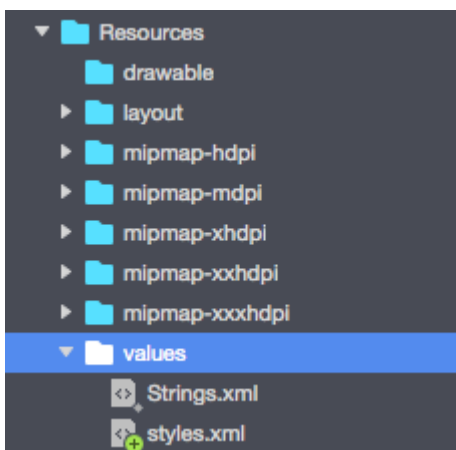 Resources
drawable
layout
mipmap-hdpi
mipmap-mdpi
mipmap-xhdpi
mipmap-xxhdpi
mipmap-xxxhdpi
values
Strings.xml
styles.xml